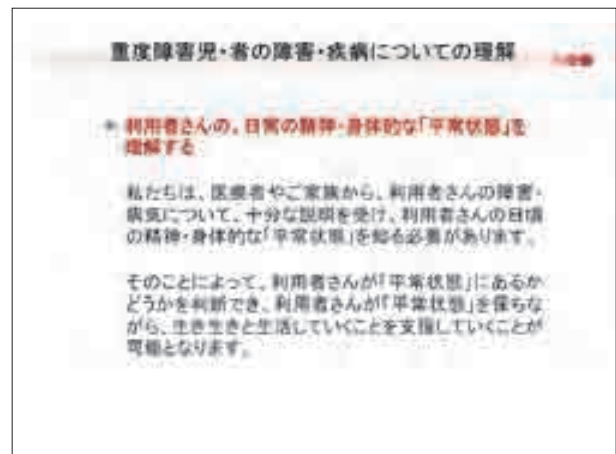 重度障害児・者の障害・疾病についての理解
利用者さんの、日常の精神・身体的な「平常状態」を
理解する
私たちは、医療者やご家族から、利用者さんの障害・
病気について、十分な説明を受け、利用者さんの日頃
の精神・身体的な「平常状態」を知る必要があります。
そのことによって、利用者さんが「平常状態」にあるか
どうかを判断でき、利用者さんが「平常状態」を保ちな
がら、生き生きと生活していくことを支援していくことが
可能となります。